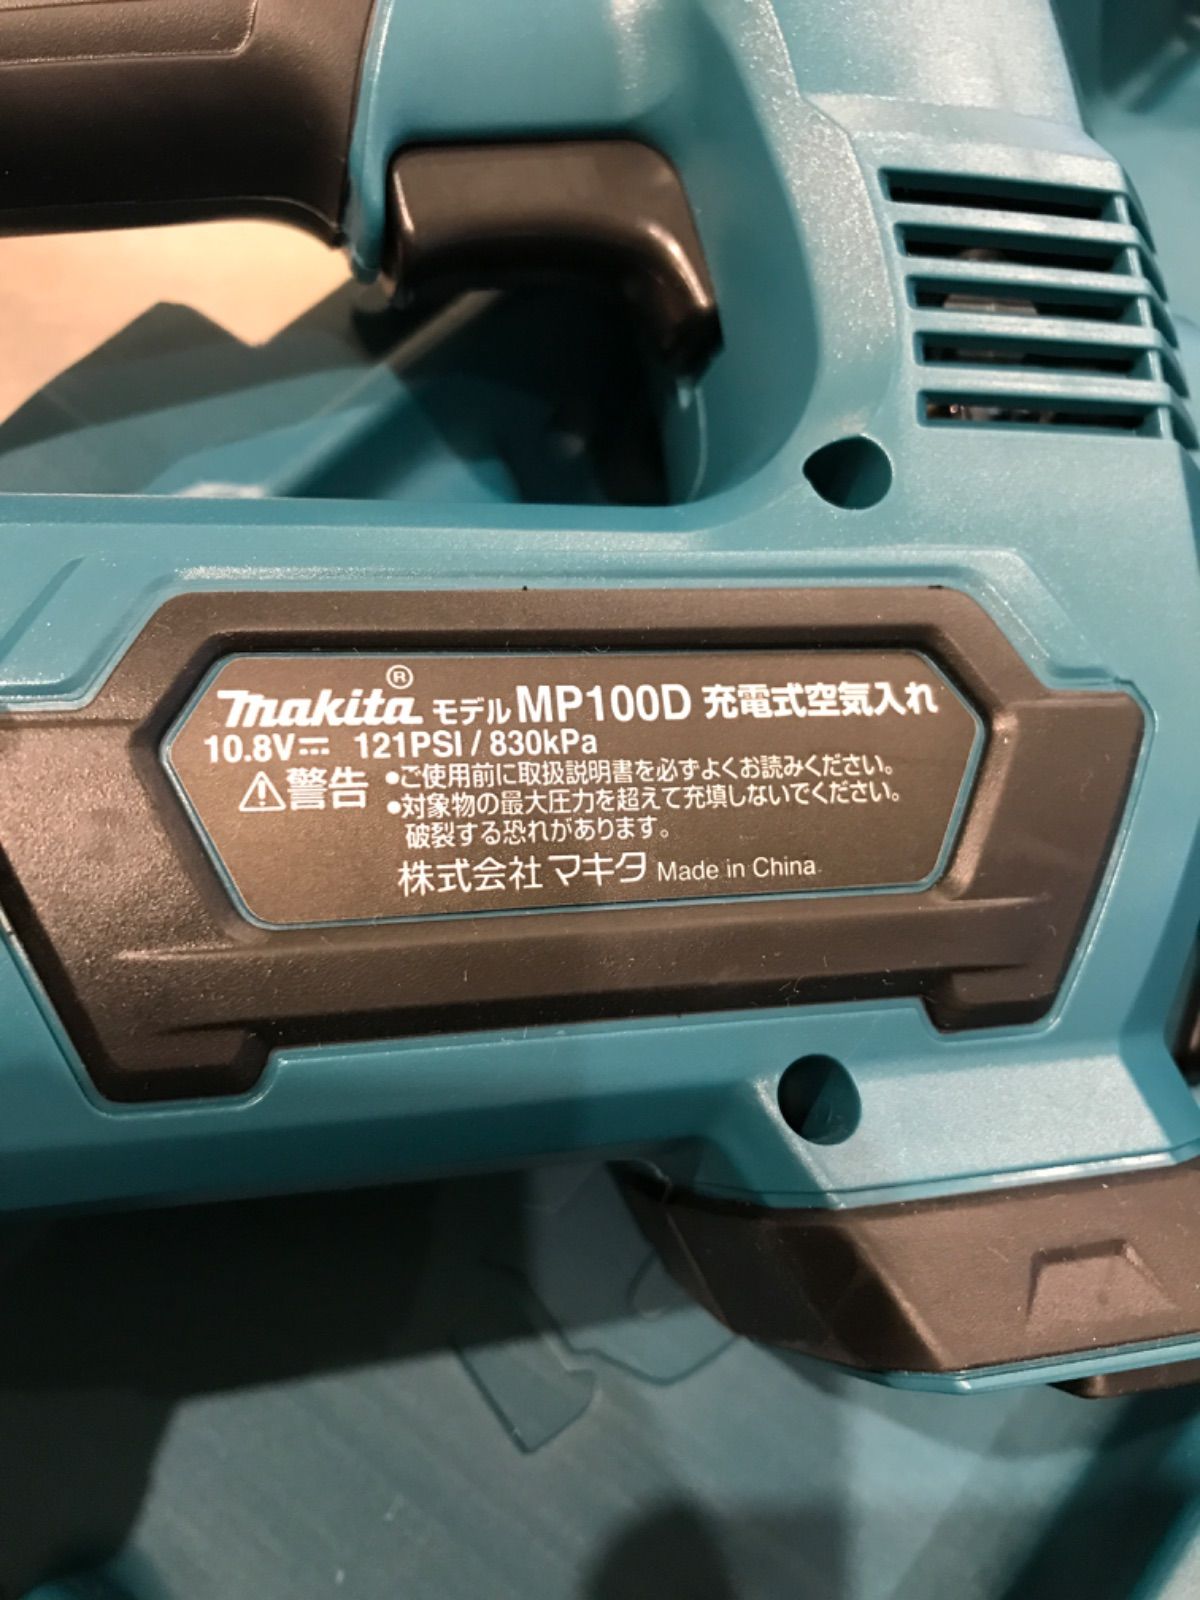 makita® モデル MP100D 充電式空気入れ
10.8V⎓ 121PSI / 830kPa
⚠警告 •ご使用前に取扱説明書を必ずよくお読みください。
•対象物の最大圧力を超えて充填しないでください。
破裂する恐れがあります。
株式会社 マキタ Made in China